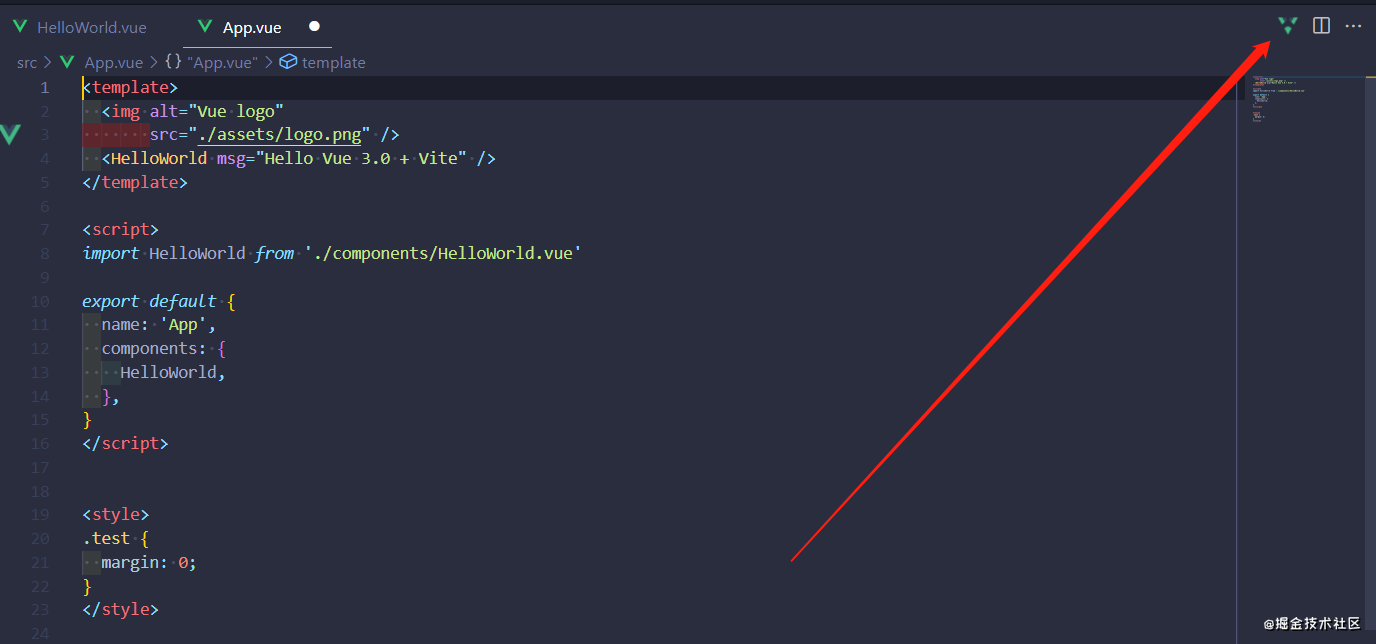 HelloWorld.vue App.vue
src > App.vue > {} "App.vue" > template
1 <template>
2 <img alt="Vue logo"
3 src="./assets/logo.png" />
4 <HelloWorld msg="Hello Vue 3.0 + Vite" />
5 </template>
6
7 <script>
8 import HelloWorld from './components/HelloWorld.vue'
9
10 export default {
11 name: 'App',
12 components: {
13 HelloWorld,
14 },
15 }
16 </script>
17
18
19 <style>
20 .test {
21 margin: 0;
22 }
23 </style>
24
@掘金技术社区